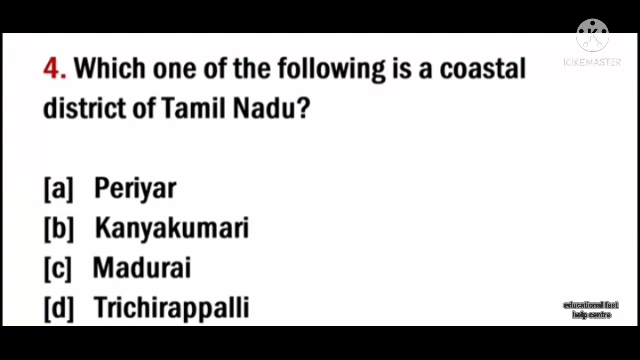 K
KINEMASTER
4. Which one of the following is a coastal
district of Tamil Nadu?
[a] Periyar
[b] Kanyakumari
[c] Madurai
[d] Trichirappalli
educational fast
help centre